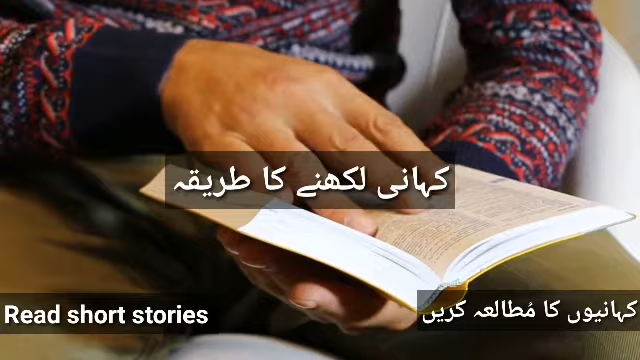 کہانی لکھنے کا طریقہ
Read short stories
کہانیوں کا مُطالعہ کریں